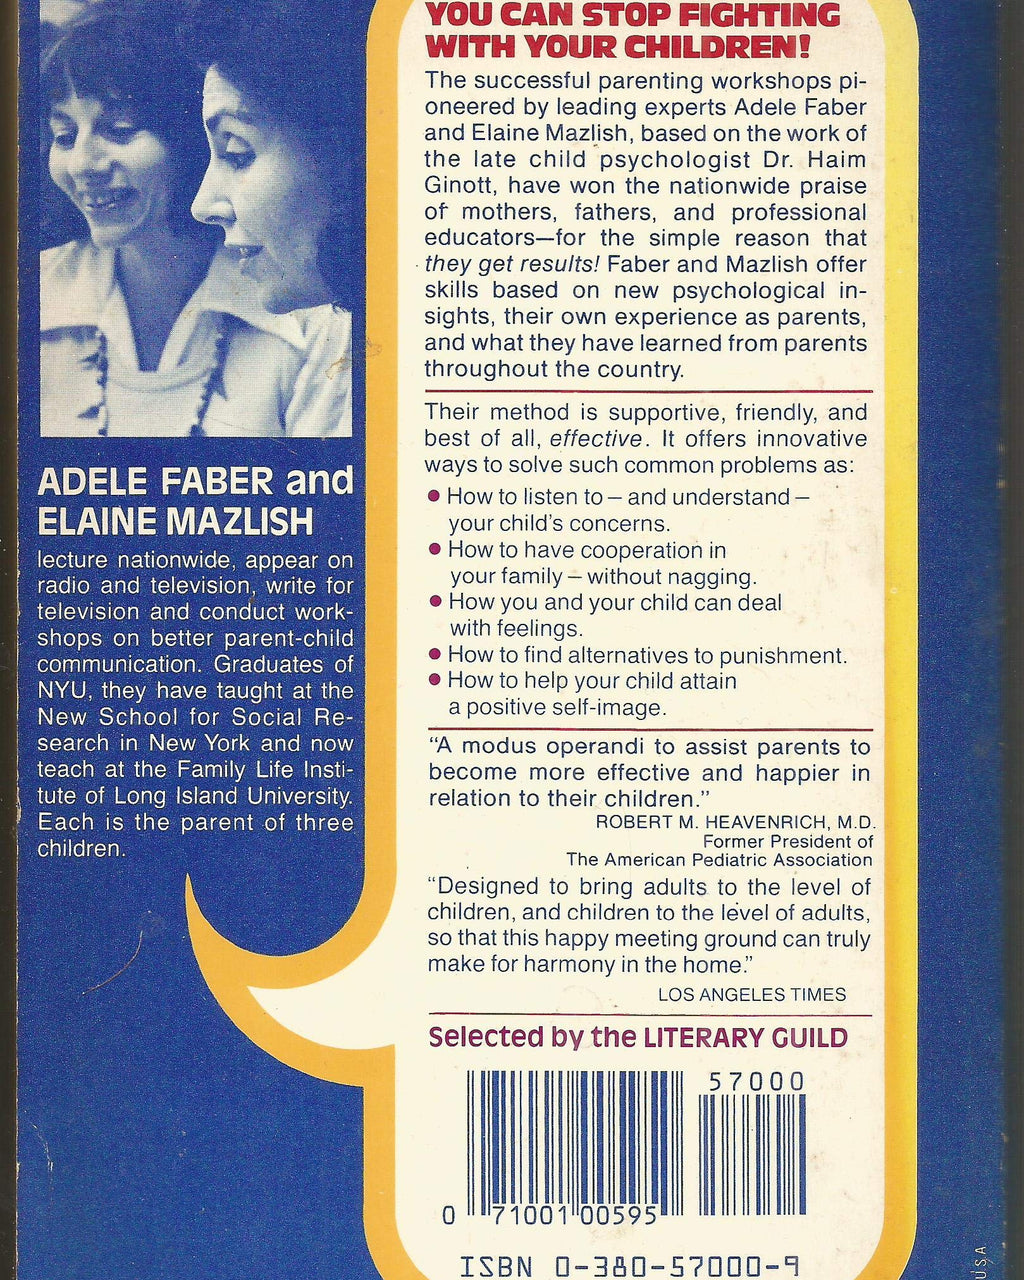 YOU CAN STOP FIGHTING
WITH YOUR CHILDREN!
The successful parenting workshops pi-
oneered by leading experts Adele Faber
and Elaine Mazlish, based on the work of
the late child psychologist Dr. Haim
Ginott, have won the nationwide praise
of mothers, fathers, and professional
educators—for the simple reason that
they get results! Faber and Mazlish offer
skills based on new psychological in-
sights, their own experience as parents,
and what they have learned from parents
throughout the country.
Their method is supportive, friendly, and
best of all, effective. It offers innovative
ways to solve such common problems as:
● How to listen to – and understand –
your child's concerns.
● How to have cooperation in
your family – without nagging.
● How you and your child can deal
with feelings.
● How to find alternatives to punishment.
● How to help your child attain
a positive self-image.
"A modus operandi to assist parents to
become more effective and happier in
relation to their children."
ROBERT M. HEAVENRICH, M.D.
Former President of
The American Pediatric Association
"Designed to bring adults to the level of
children, and children to the level of adults,
so that this happy meeting ground can truly
make for harmony in the home."
LOS ANGELES TIMES
Selected by the LITERARY GUILD
57000
0 71001 00595
ISBN 0-380-57000-9
ADELE FABER and
ELAINE MAZLISH
lecture nationwide, appear on
radio and television, write for
television and conduct work-
shops on better parent-child
communication. Graduates of
NYU, they have taught at the
New School for Social Re-
search in New York and now
teach at the Family Life Insti-
tute of Long Island University.
Each is the parent of three
children.
USA